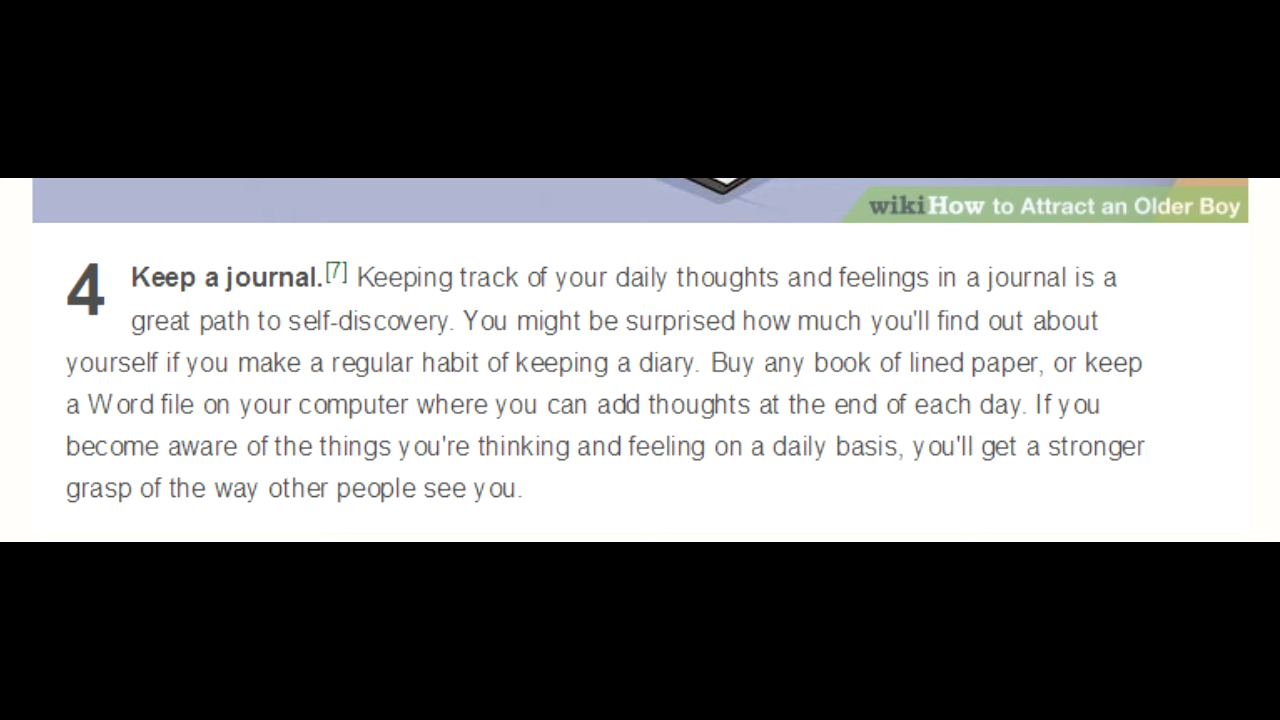 wikiHow to Attract an Older Boy
4 Keep a journal.[7] Keeping track of your daily thoughts and feelings in a journal is a
great path to self-discovery. You might be surprised how much you'll find out about
yourself if you make a regular habit of keeping a diary. Buy any book of lined paper, or keep
a Word file on your computer where you can add thoughts at the end of each day. If you
become aware of the things you're thinking and feeling on a daily basis, you'll get a stronger
grasp of the way other people see you.